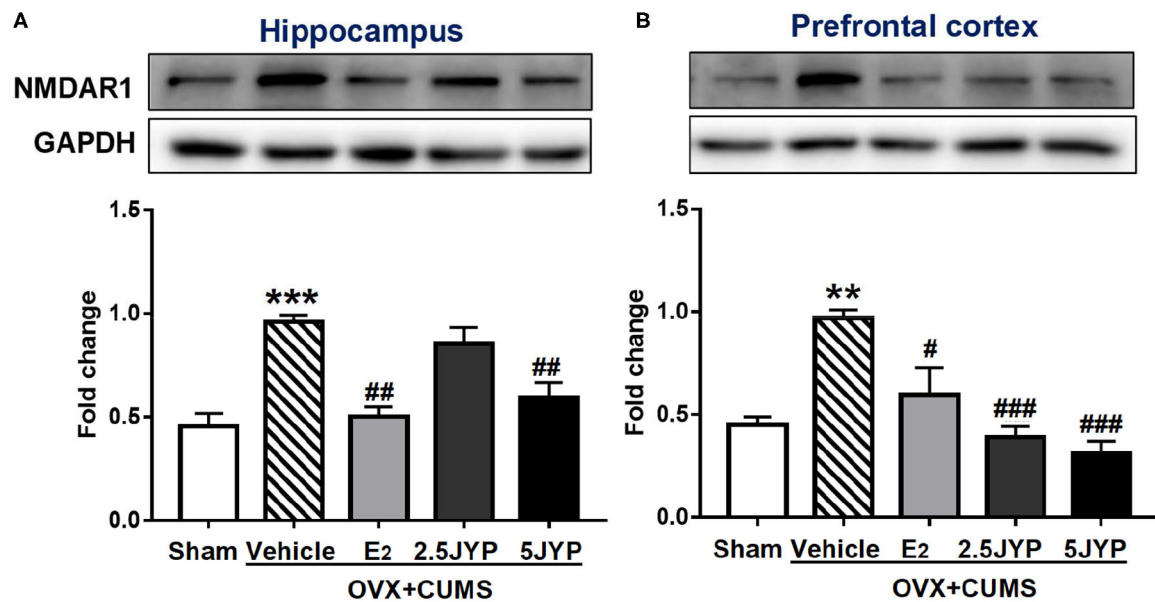 A
Hippocampus
NMDAR1
GAPDH
Fold change
1.5
1.0
0.5
0.0
***
##
##
Sham Vehicle E2 2.5JYP 5JYP
OVX+CUMS
B
Prefrontal cortex
Fold change
1.5
1.0
0.5
0.0
**
#
###
###
Sham Vehicle E2 2.5JYP 5JYP
OVX+CUMS